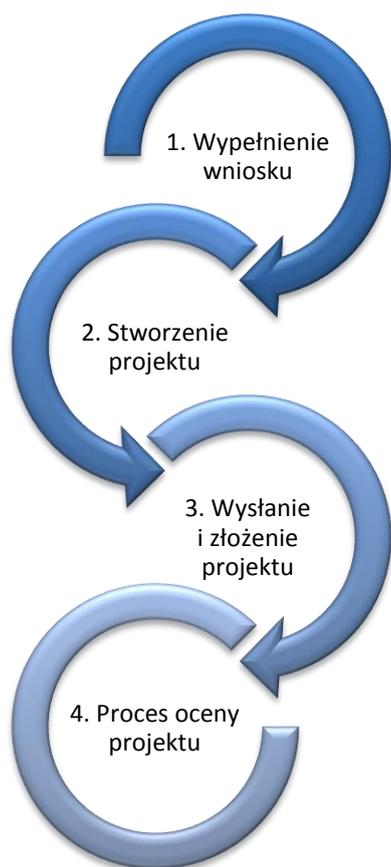 1. Wypełnienie
wniosku
2. Stworzenie
projektu
3. Wysłanie
i złożenie
projektu
4. Proces oceny
projektu